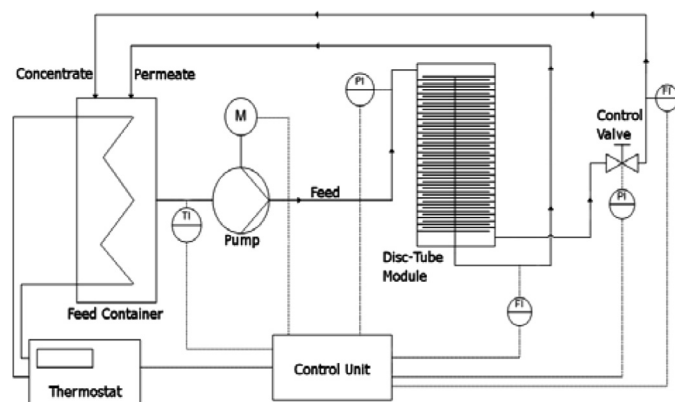 Concentrate
Permeate
M
PI
FI
Control
Valve
TI
Feed
PI
Pump
Disc-Tube
Module
Feed Container
FI
Control Unit
Thermostat